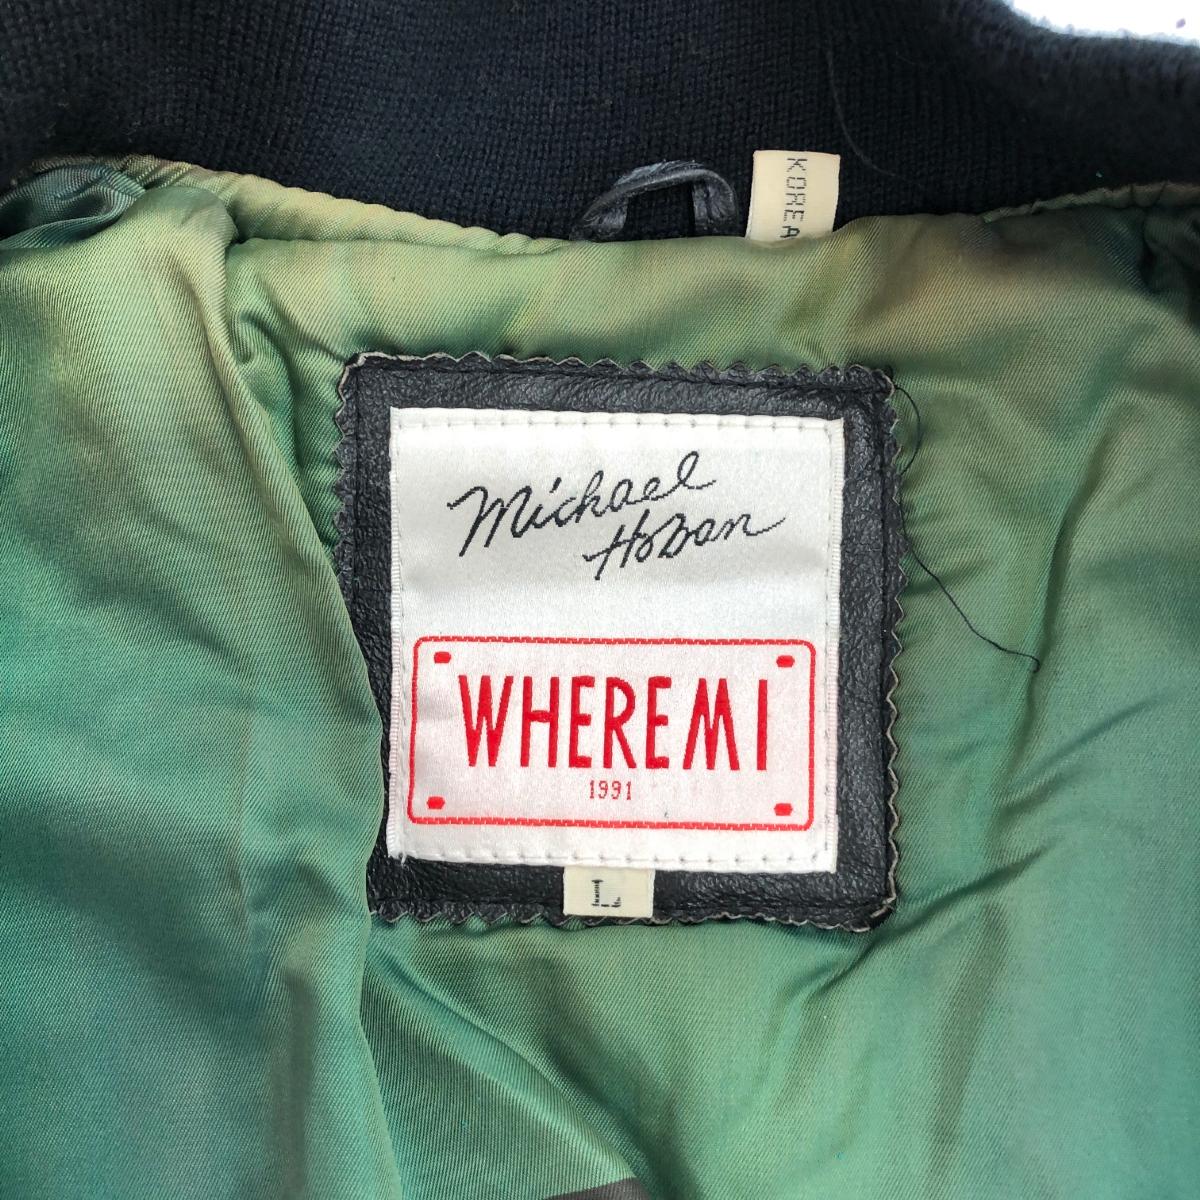 KOREA
Michael
HoBan
WHEREMI
1991
L